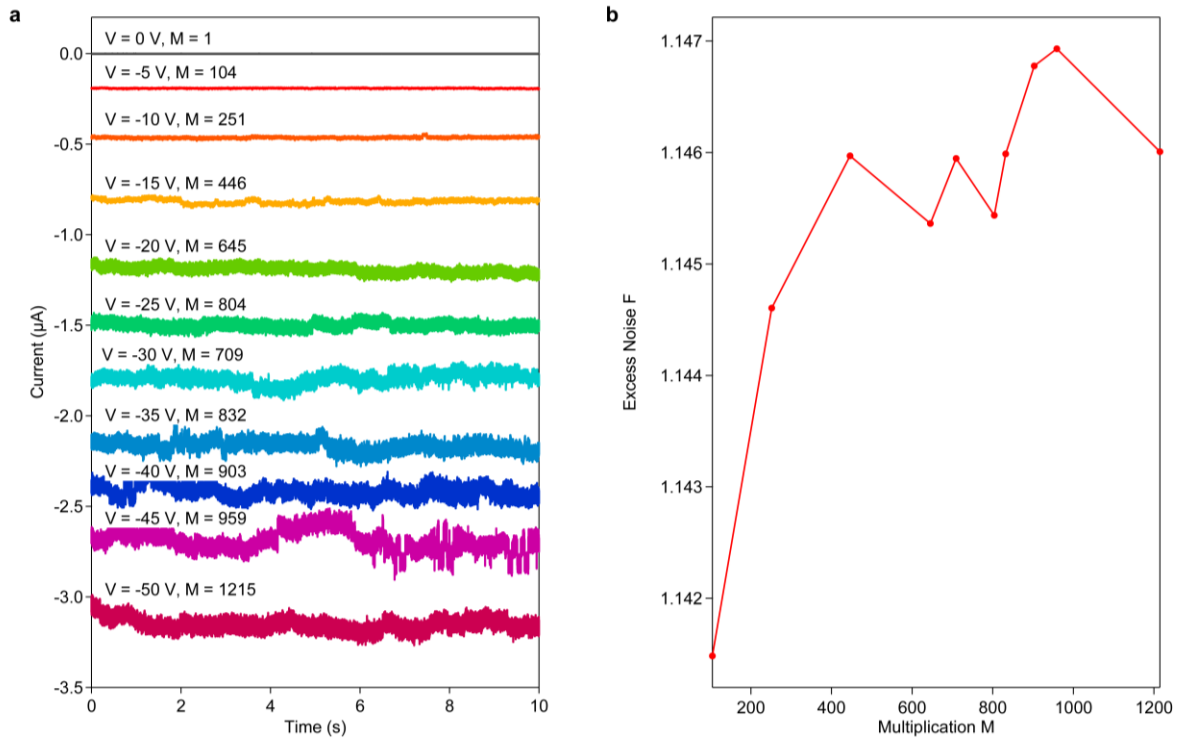 a
V = 0 V, M = 1
0.0
V = -5 V, M = 104
V = -10 V, M = 251
-0.5
V = -15 V, M = 446
-1.0
V = -20 V, M = 645
V = -25 V, M = 804
-1.5
V = -30 V, M = 709
V = -35 V, M = 832
-2.0
V = -40 V, M = 903
-2.5
V = -45 V, M = 959
V = -50 V, M = 1215
-3.0
-3.5
Current (µA)
0 2 4 6 8 10
Time (s)
b
1.147
1.146
1.145
1.144
1.143
1.142
Excess Noise F
200 400 600 800 1000 1200
Multiplication M